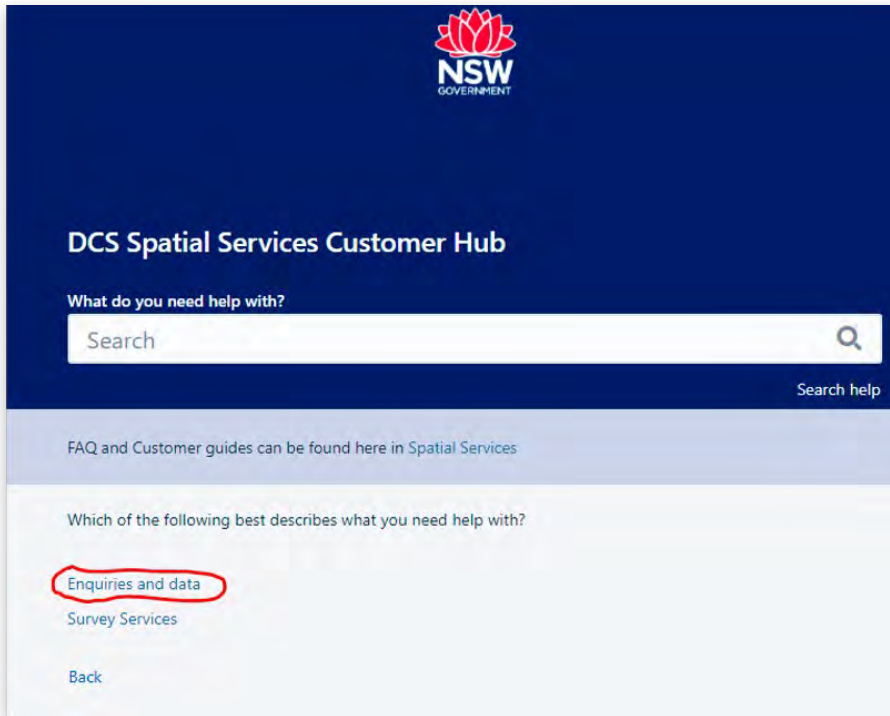 NSW
GOVERNMENT
DCS Spatial Services Customer Hub
What do you need help with?
Search
Search help
FAQ and Customer guides can be found here in Spatial Services
Which of the following best describes what you need help with?
Enquiries and data
Survey Services
Back